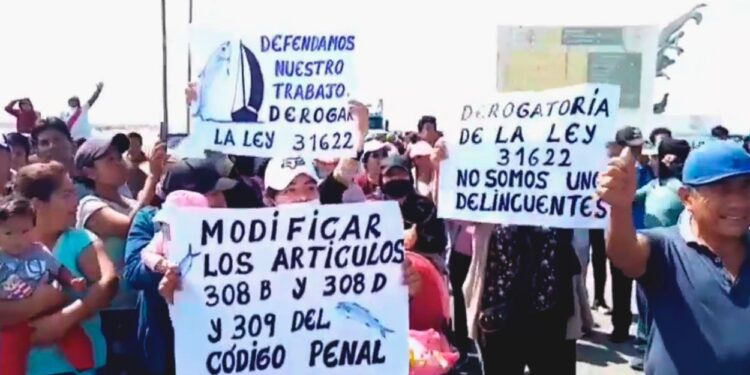 DEFENDAMOS
NUESTRO
TRABAJO.
DEROGAR
LA LEY 31622
DEROGATORIA
DE LA LEY
31622
NO SOMOS UNOS
DELINCUENTES
MODIFICAR
LOS ARTICULOS
308 B Y 308 D
Y 309 DEL
CÓDIGO PENAL